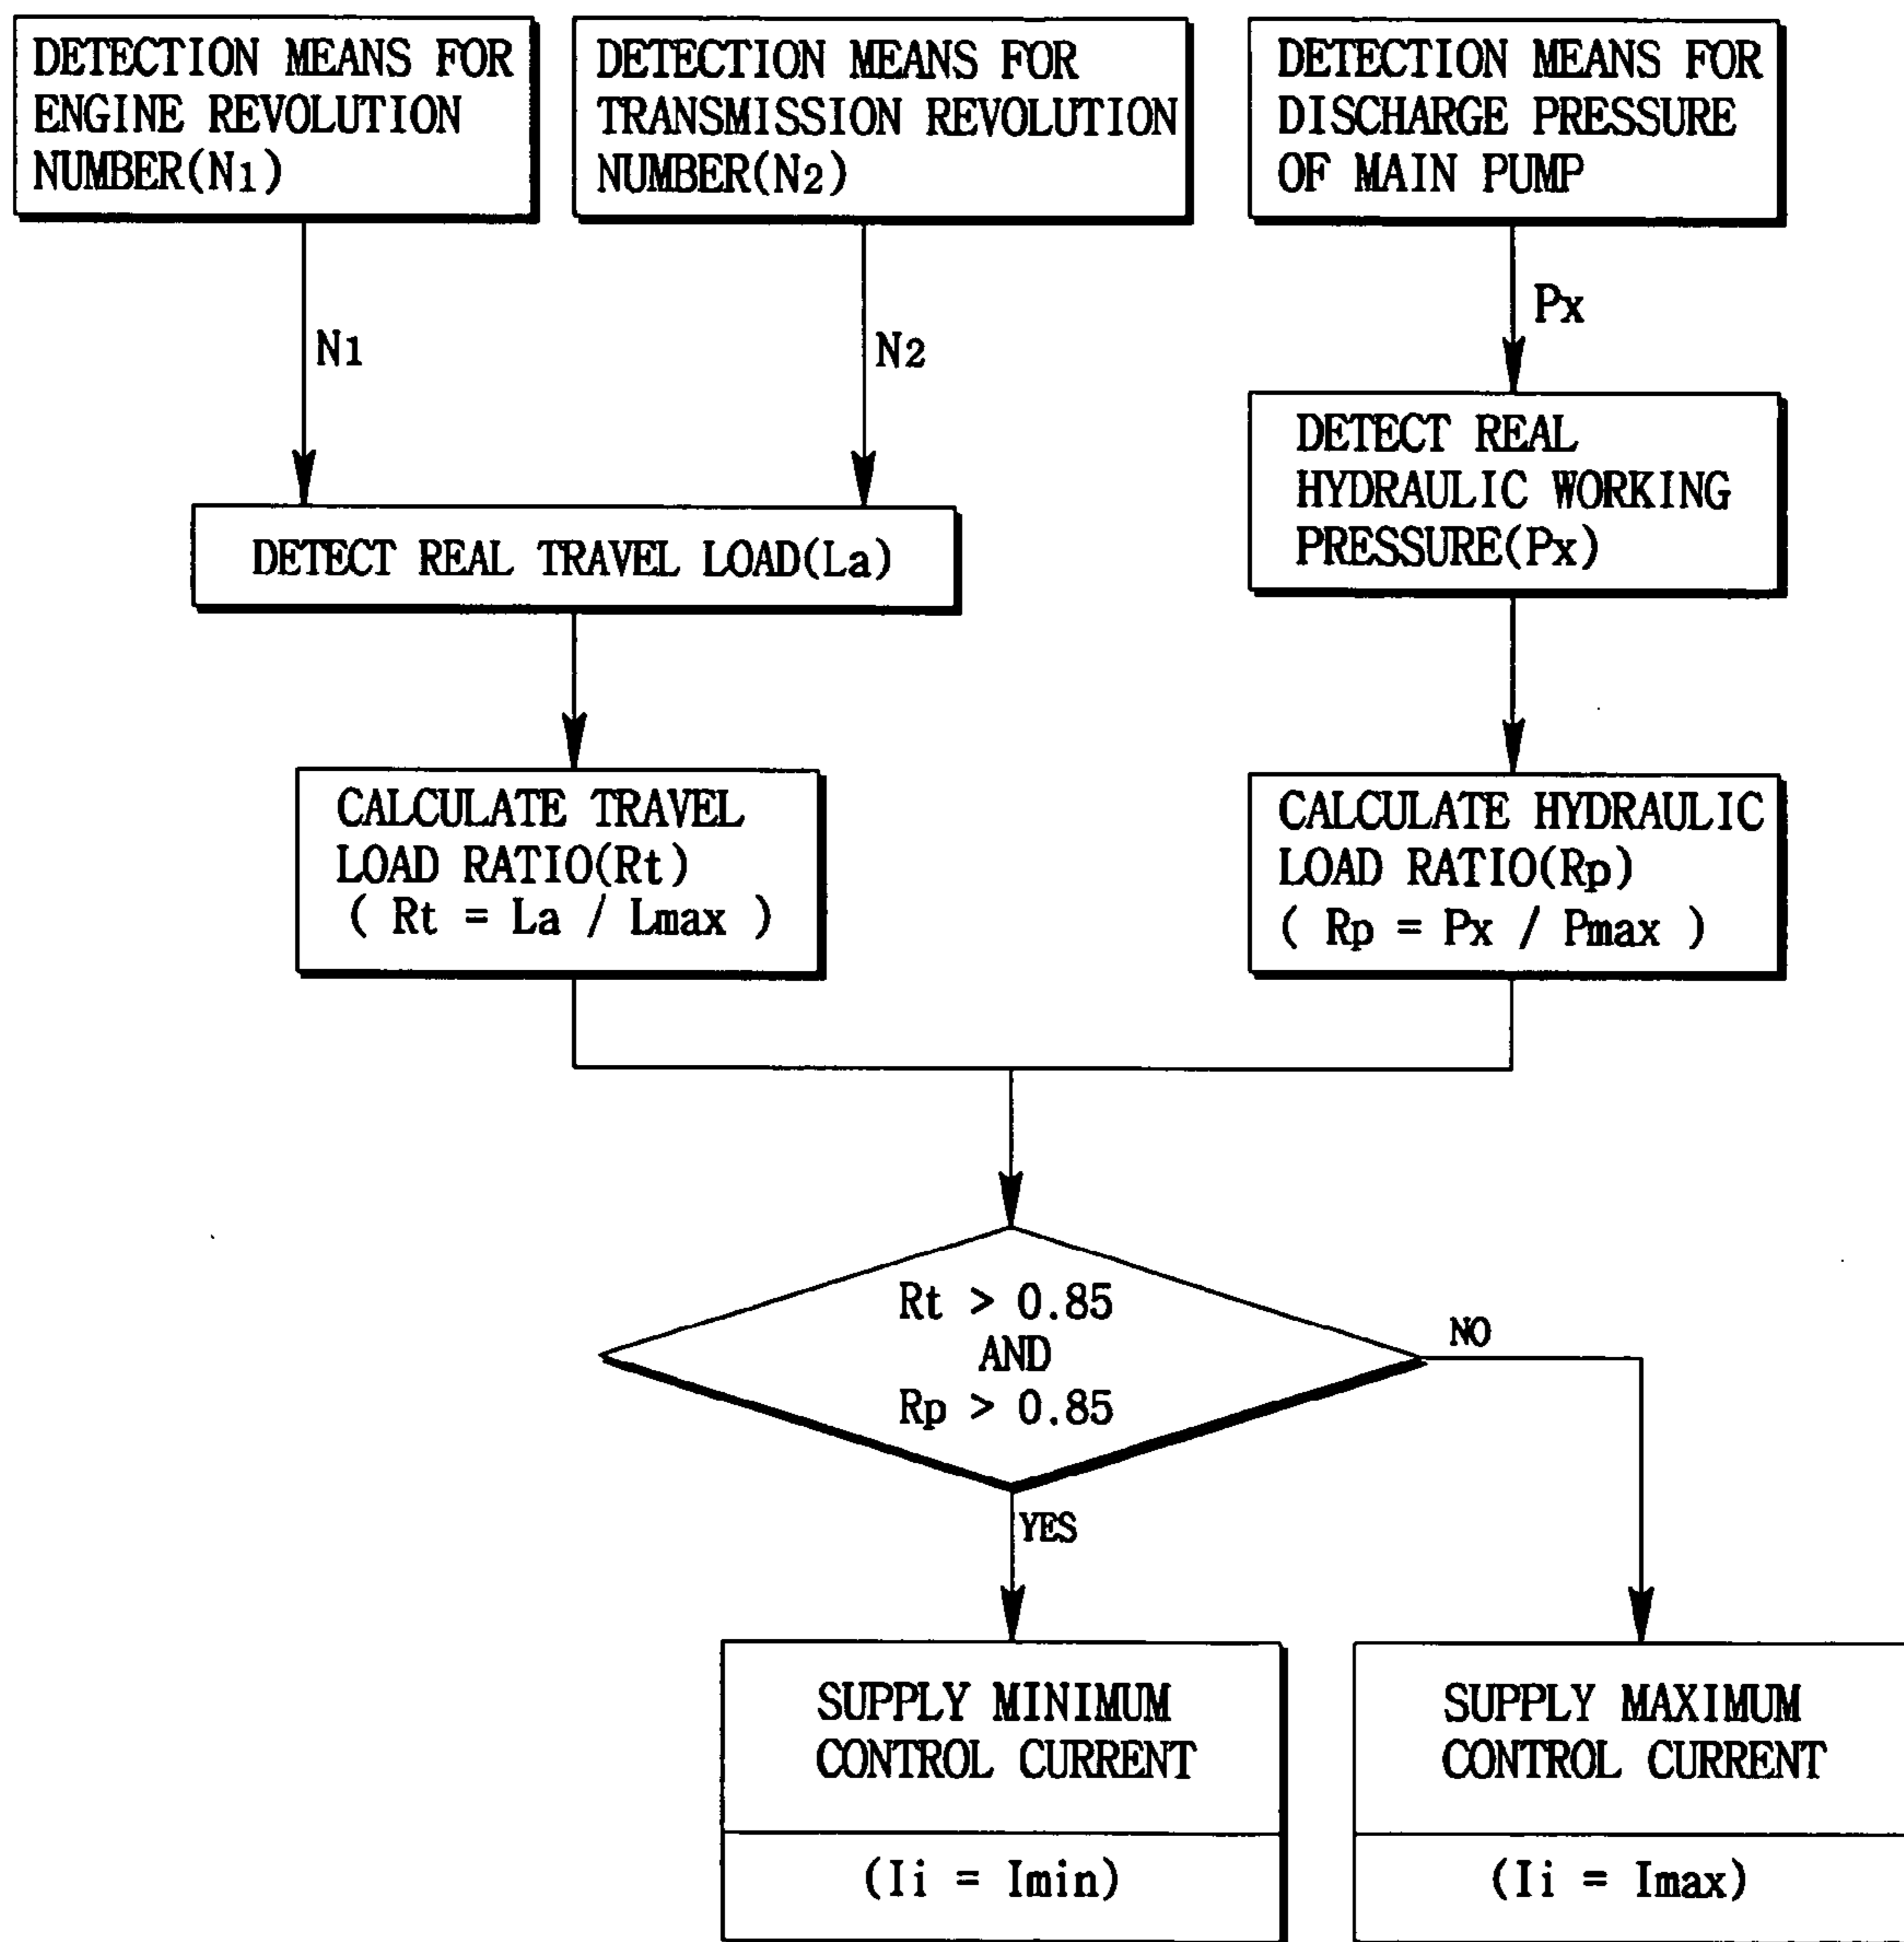 DETECTION MEANS FOR
ENGINE REVOLUTION
NUMBER(N1)
DETECTION MEANS FOR
TRANSMISSION REVOLUTION
NUMBER(N2)
DETECTION MEANS FOR
DISCHARGE PRESSURE
OF MAIN PUMP
N1
N2
Px
DETECT REAL TRAVEL LOAD(La)
DETECT REAL
HYDRAULIC WORKING
PRESSURE(Px)
CALCULATE TRAVEL
LOAD RATIO(Rt)
( Rt = La / Lmax )
CALCULATE HYDRAULIC
LOAD RATIO(Rp)
( Rp = Px / Pmax )
Rt > 0.85
AND
Rp > 0.85
NO
YES
SUPPLY MINIMUM
CONTROL CURRENT
(Ii = Imin)
SUPPLY MAXIMUM
CONTROL CURRENT
(Ii = Imax)